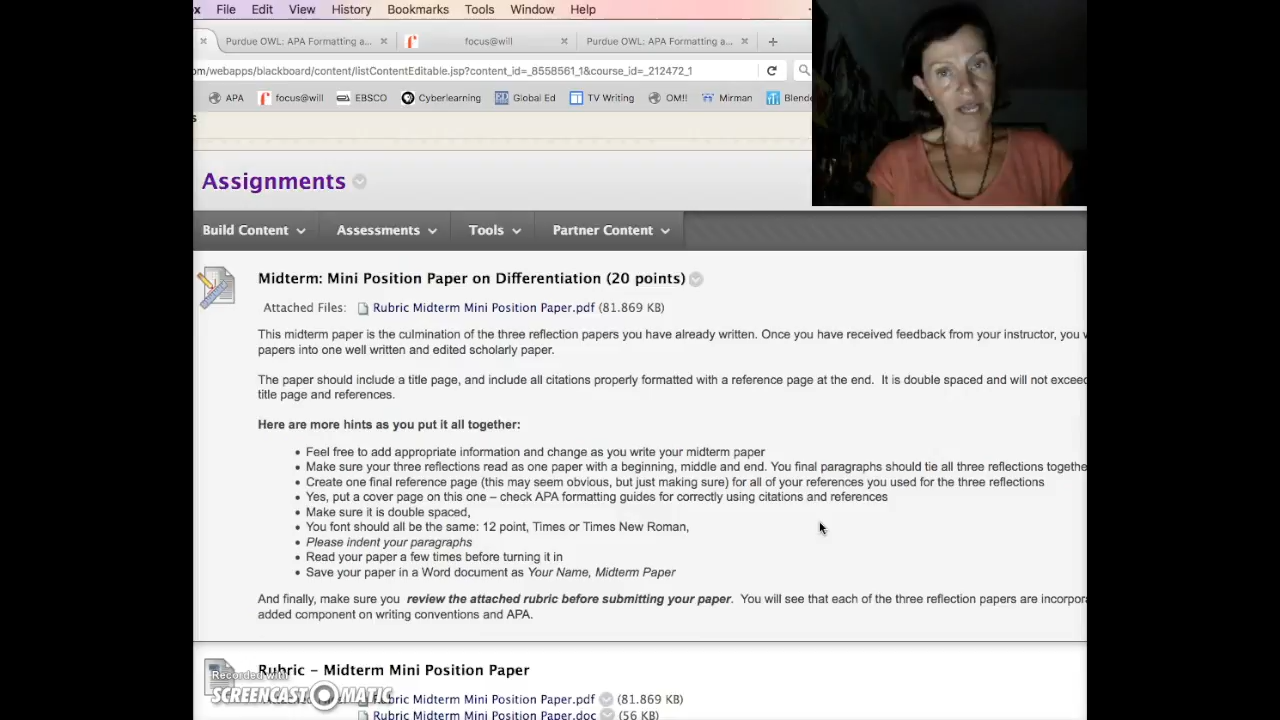 File Edit View History Bookmarks Tools Window Help
Purdue OWL: APA Formatting a... focus@will Purdue OWL: APA Formatting a...
om/webapps/blackboard/content/listContentEditable.jsp?content_id=_8558561_1&course_id=_212472_1
APA focus@will EBSCO Cyberlearning Global Ed TV Writing OM!! Mirman Blende
s
Assignments
Build Content Assessments Tools Partner Content
Midterm: Mini Position Paper on Differentiation (20 points)
Attached Files: Rubric Midterm Mini Position Paper.pdf (81.869 KB)
This midterm paper is the culmination of the three reflection papers you have already written. Once you have received feedback from your instructor, you w
papers into one well written and edited scholarly paper.
The paper should include a title page, and include all citations properly formatted with a reference page at the end. It is double spaced and will not exceed
title page and references.
Here are more hints as you put it all together:
• Feel free to add appropriate information and change as you write your midterm paper
• Make sure your three reflections read as one paper with a beginning, middle and end. You final paragraphs should tie all three reflections togethe
• Create one final reference page (this may seem obvious, but just making sure) for all of your references you used for the three reflections
• Yes, put a cover page on this one – check APA formatting guides for correctly using citations and references
• Make sure it is double spaced,
• You font should all be the same: 12 point, Times or Times New Roman,
• Please indent your paragraphs
• Read your paper a few times before turning it in
• Save your paper in a Word document as Your Name, Midterm Paper
And finally, make sure you review the attached rubric before submitting your paper. You will see that each of the three reflection papers are incorpora
added component on writing conventions and APA.
Rubric – Midterm Mini Position Paper
Recorded with
SCREENCAST MATIC
Rubric Midterm Mini Position Paper.pdf (81.869 KB)
Rubric Midterm Mini Position Paper.doc (56 KB)